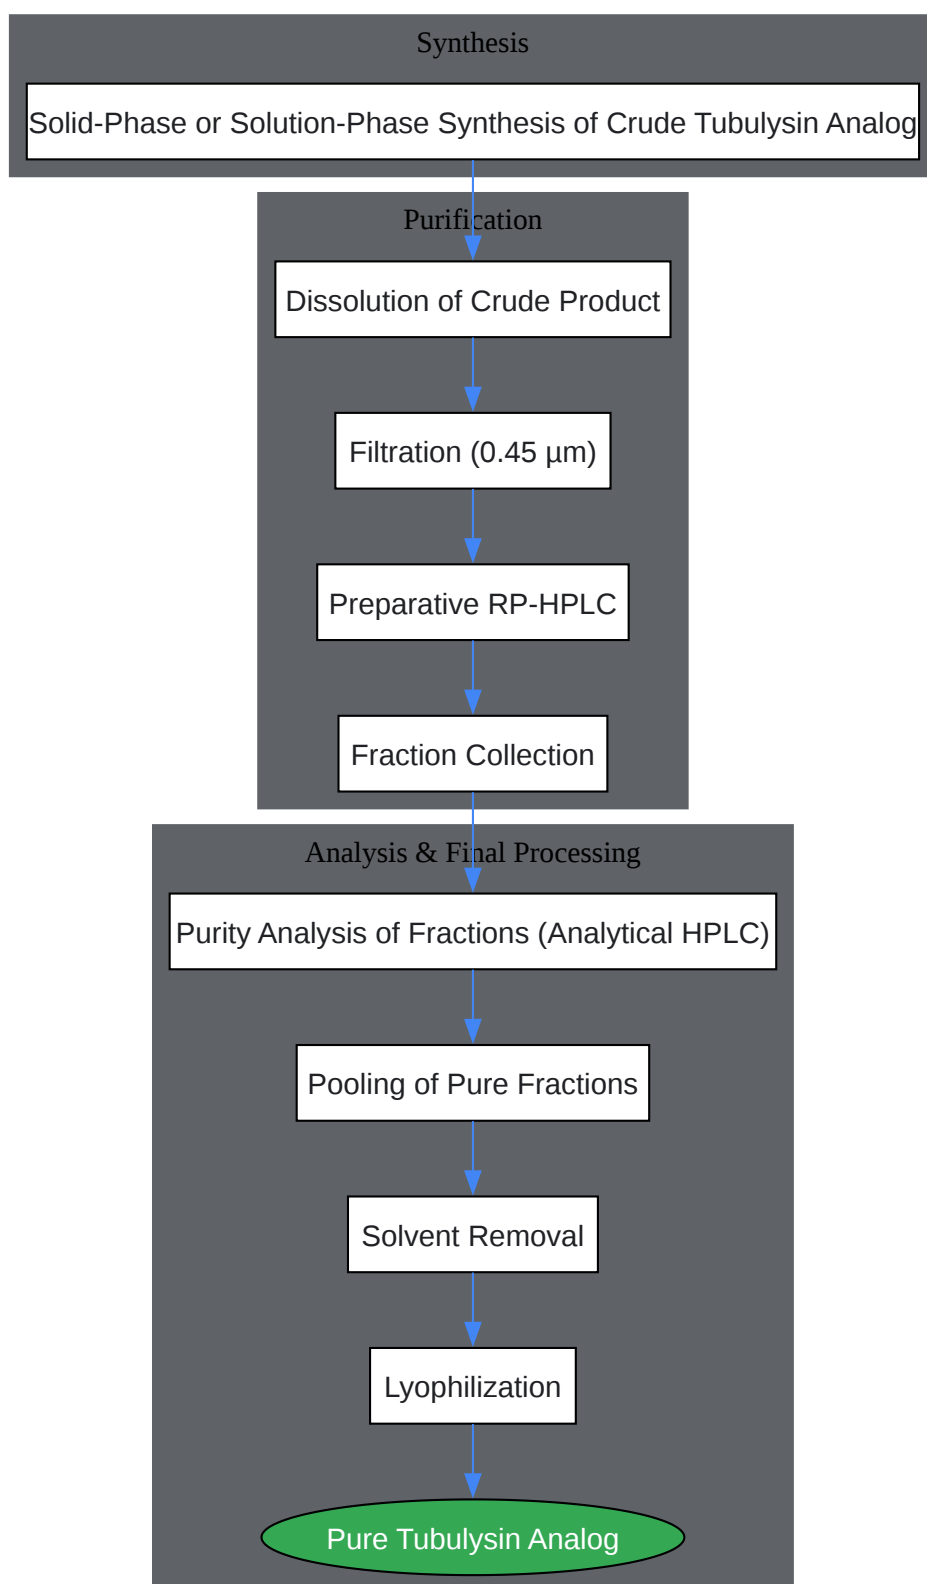 Synthesis
Solid-Phase or Solution-Phase Synthesis of Crude Tubulysin Analog
Purification
Dissolution of Crude Product
Filtration (0.45 µm)
Preparative RP-HPLC
Fraction Collection
Analysis & Final Processing
Purity Analysis of Fractions (Analytical HPLC)
Pooling of Pure Fractions
Solvent Removal
Lyophilization
Pure Tubulysin Analog